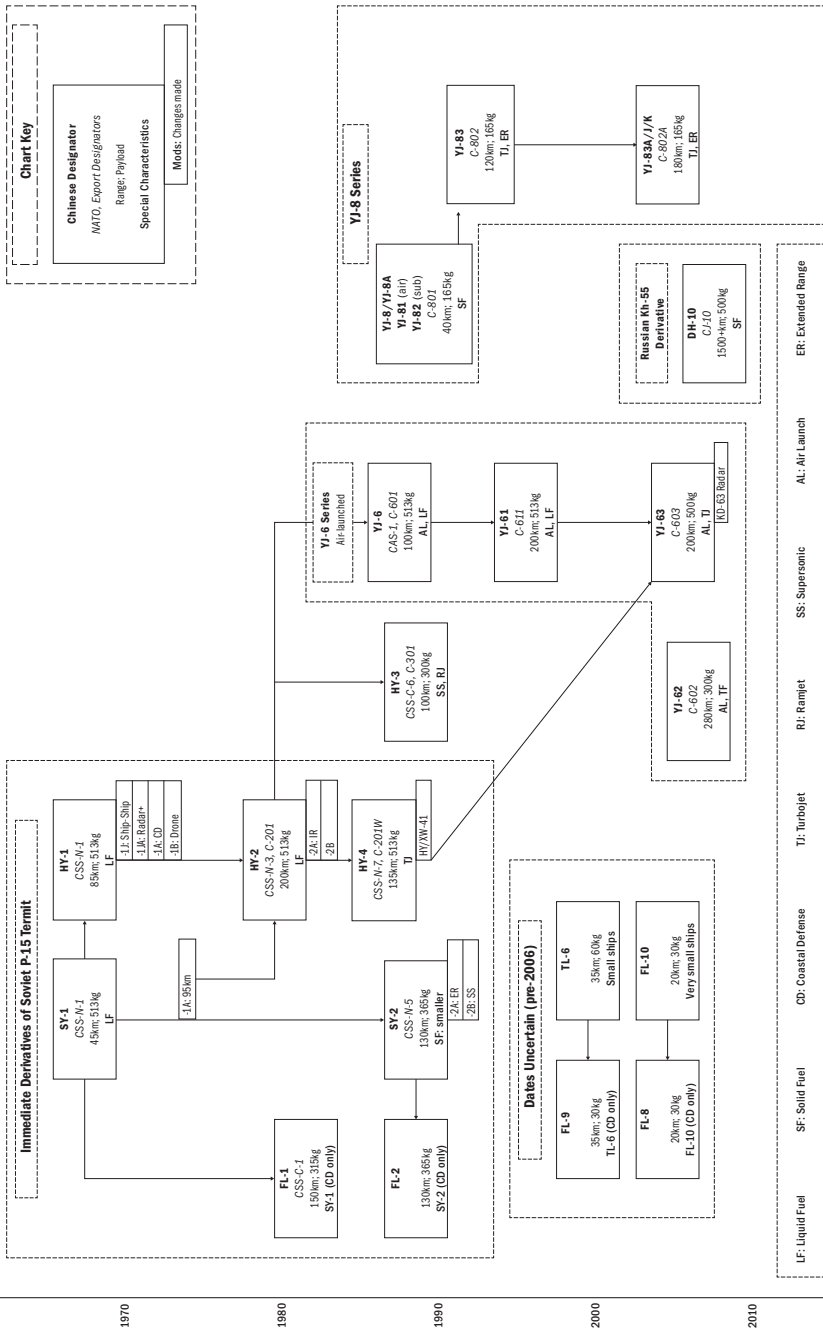 Chart Key
Chinese Designator
NATO, Export Designators
Range; Payload
Special Characteristics
Mods: Changes made
Immediate Derivatives of Soviet P-15 Termit
SY-1
CSS-N-1
45km; 513kg
LF
-1A: 95km
HY-1
CSS-N-1
85km; 513kg
LF
-1J: Ship-Ship
-1JA: Radar+
-1A: CD
-1B: Drone
FL-1
CSS-C-1
150km; 315kg
SY-1 (CD only)
HY-2
CSS-N-3, C-201
200km; 513kg
LF
-2A: IR
-2B
FL-2
130km; 365kg
SY-2 (CD only)
SY-2
CSS-N-5
130km; 365kg
SF: smaller
-2A: ER
-2B: SS
HY-4
CSS-N-7, C-201W
135km; 513kg
TJ
HY/XW-41
HY-3
CSS-C-6, C-301
100km; 300kg
SS, RJ
YJ-6 Series
Air-launched
YJ-6
CAS-1, C-601
100km; 513kg
AL, LF
YJ-61
C-611
200km; 513kg
AL, LF
YJ-63
C-603
200km; 500kg
AL, TJ
KD-63 Radar
YJ-62
C-602
280km; 300kg
AL, TF
YJ-8 Series
YJ-8/YJ-8A
YJ-81 (air)
YJ-82 (sub)
C-801
40km; 165kg
SF
YJ-83
C-802
120km; 165kg
TJ, ER
YJ-83A/J/K
C-802A
180km; 165kg
TJ, ER
Russian Kh-55
Derivative
DH-10
CJ-10
1500+km; 500kg
SF
Dates Uncertain (pre-2006)
FL-9
35km; 30kg
TL-6 (CD only)
TL-6
35km; 60kg
Small ships
FL-8
20km; 30kg
FL-10 (CD only)
FL-10
20km; 30kg
Very small ships
1970
1980
1990
2000
2010
LF: Liquid Fuel SF: Solid Fuel CD: Coastal Defense TJ: Turbojet RJ: Ramjet SS: Supersonic AL: Air Launch ER: Extended Range